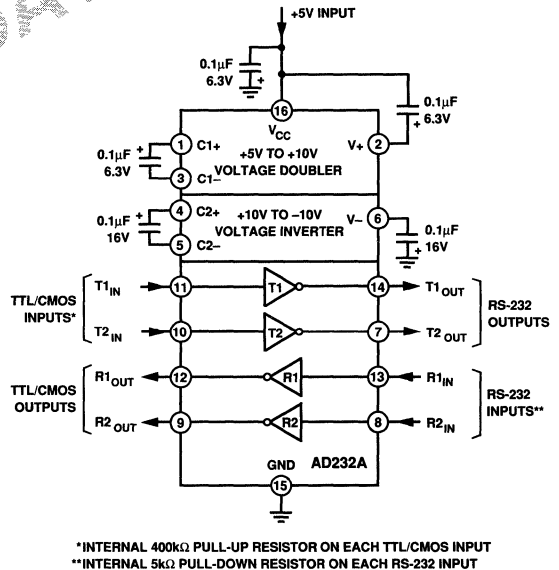 +5V INPUT
0.1μF
6.3V
+
0.1μF
6.3V
+
16
VCC
0.1μF
6.3V
+
1
C1+
3
C1–
+5V TO +10V
VOLTAGE DOUBLER
V+
2
0.1μF
16V
+
4
C2+
5
C2–
+10V TO –10V
VOLTAGE INVERTER
V–
6
0.1μF
16V
+
TTL/CMOS
INPUTS*
T1IN
11
T1
14
T1OUT
T2IN
10
T2
7
T2OUT
RS-232
OUTPUTS
TTL/CMOS
OUTPUTS
R1OUT
12
R1
13
R1IN
R2OUT
9
R2
8
R2IN
RS-232
INPUTS**
GND
AD232A
15
*INTERNAL 400kΩ PULL-UP RESISTOR ON EACH TTL/CMOS INPUT
**INTERNAL 5kΩ PULL-DOWN RESISTOR ON EACH RS-232 INPUT